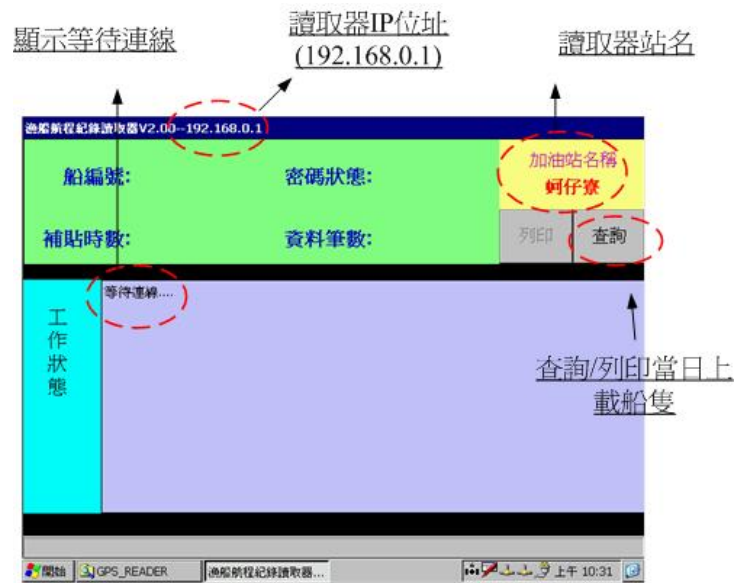 顯示等待連線
讀取器IP位址
(192.168.0.1)
讀取器站名
漁船航程紀錄讀取器V2.00--192.168.0.1
船編號:
密碼狀態:
加油站名稱
蚵仔寮
補貼時數:
資料筆數:
列印
查詢
等待連線....
工作狀態
查詢/列印當日上
載船隻
開始
GPS_READER
漁船航程紀錄讀取器...
上午 10:31